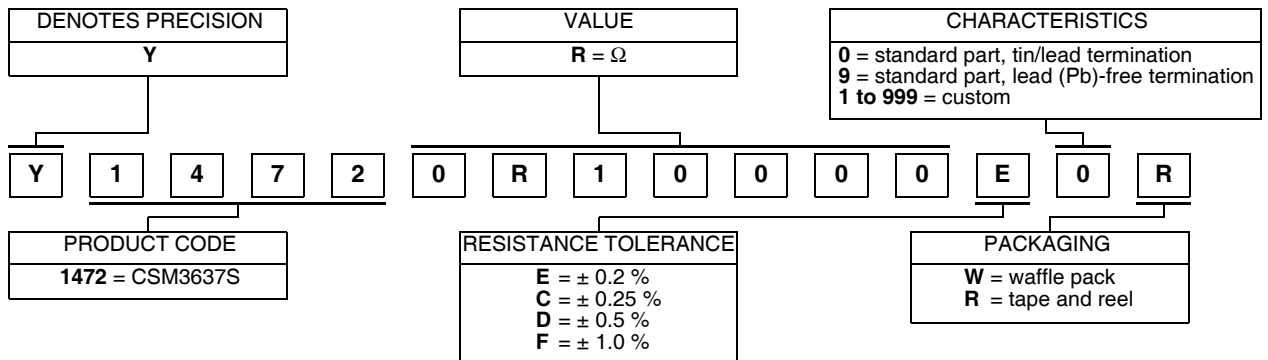 DENOTES PRECISION
Y
VALUE
R = Ω
CHARACTERISTICS
0 = standard part, tin/lead termination
9 = standard part, lead (Pb)-free termination
1 to 999 = custom
Y 1 4 7 2 0 R 1 0 0 0 0 E 0 R
PRODUCT CODE
1472 = CSM3637S
RESISTANCE TOLERANCE
E = ± 0.2 %
C = ± 0.25 %
D = ± 0.5 %
F = ± 1.0 %
PACKAGING
W = waffle pack
R = tape and reel